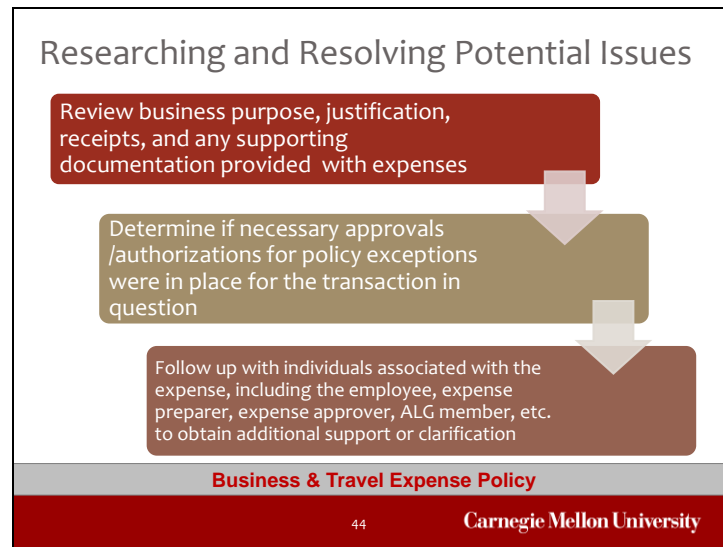 Researching and Resolving Potential Issues
Review business purpose, justification,
receipts, and any supporting
documentation provided with expenses
Determine if necessary approvals
/authorizations for policy exceptions
were in place for the transaction in
question
Follow up with individuals associated with the
expense, including the employee, expense
preparer, expense approver, ALG member, etc.
to obtain additional support or clarification
Business & Travel Expense Policy
44
Carnegie Mellon University